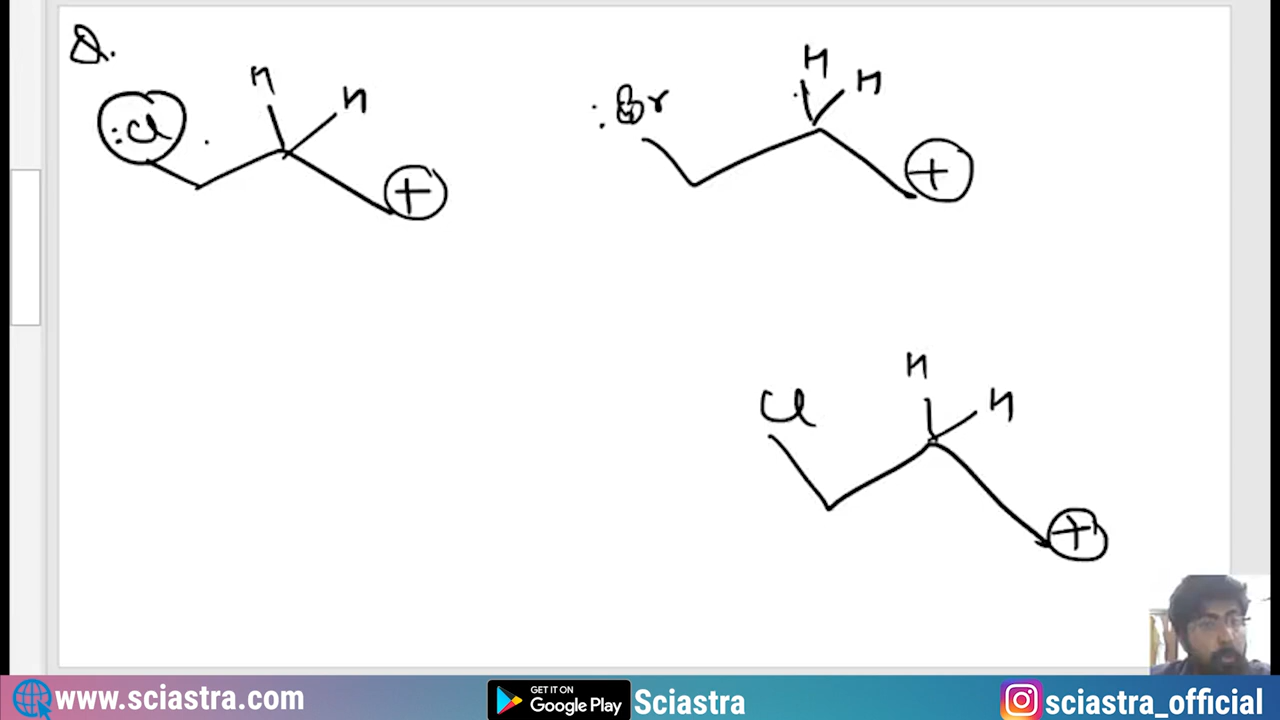 Q.
:Cl H H +
:Br H H +
Cl H H +
www.sciastra.com
GET IT ON
Google Play
Sciastra
sciastra_official